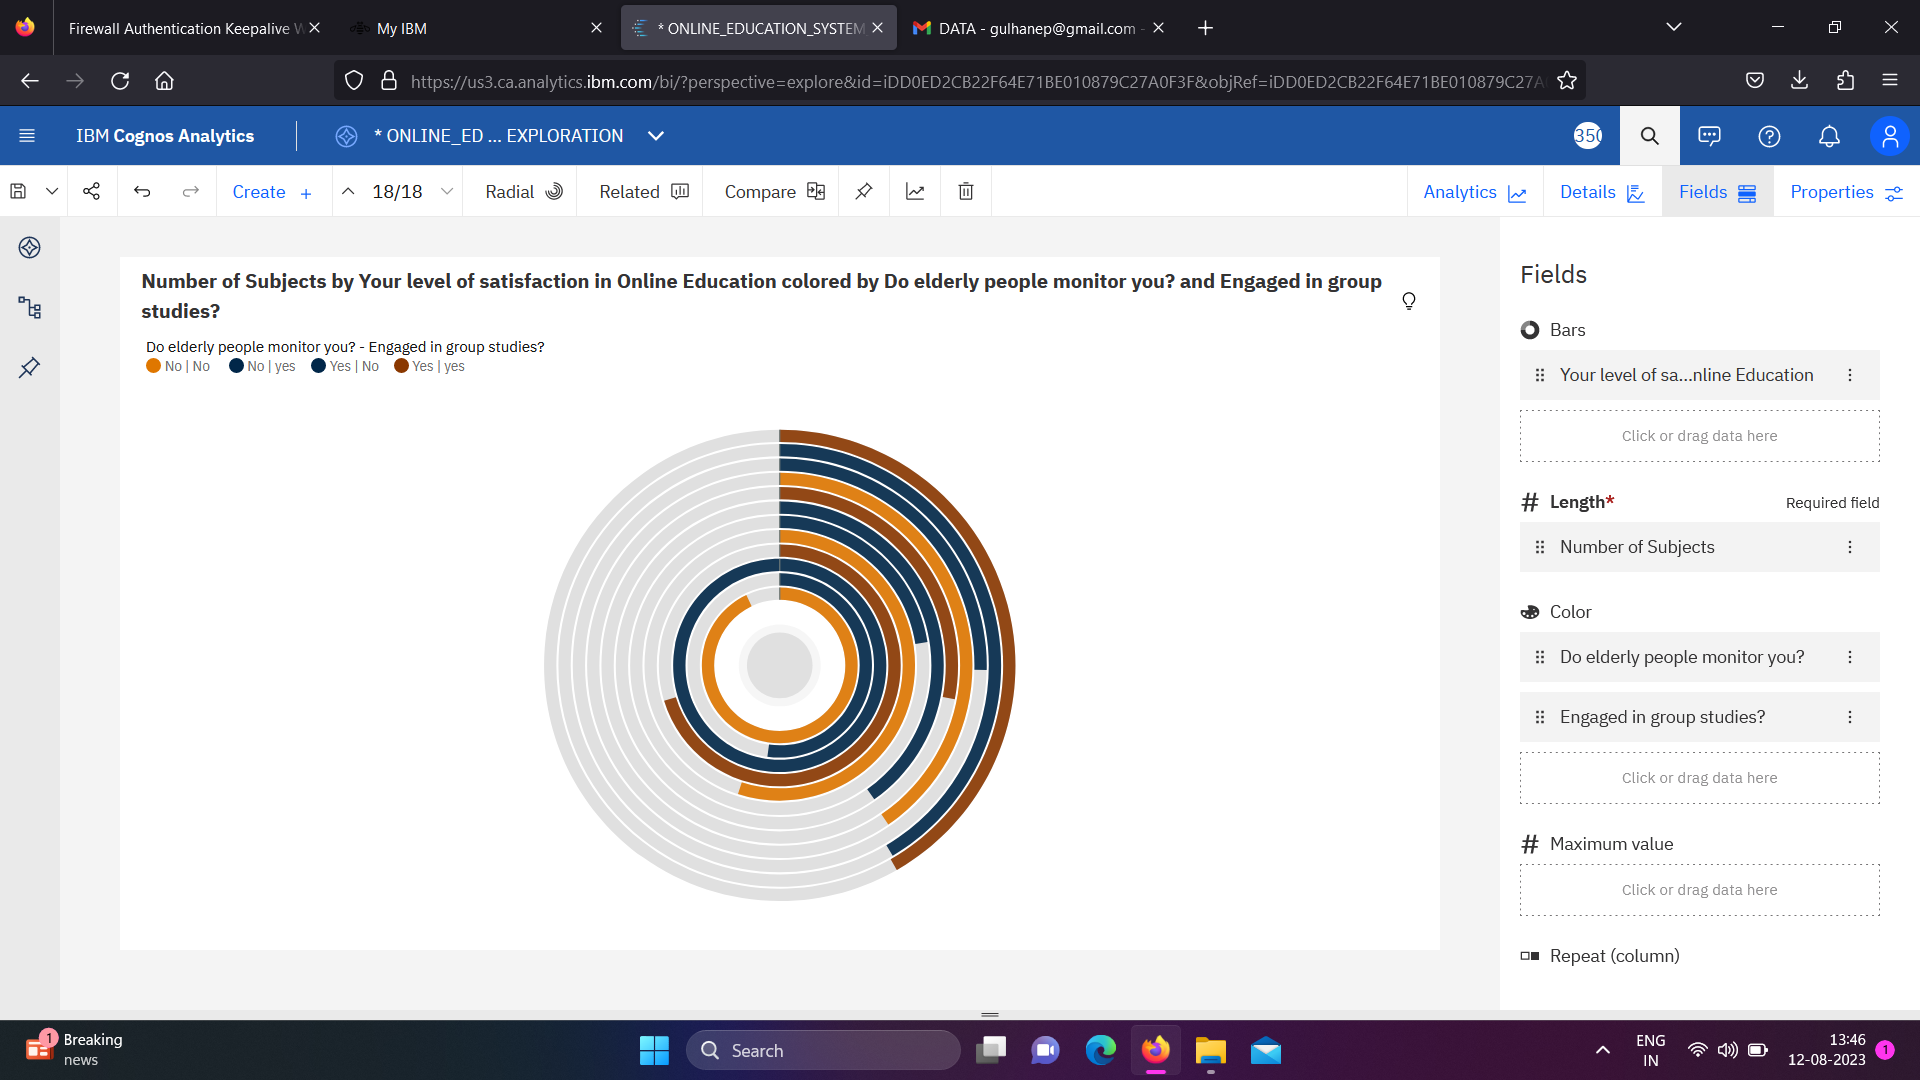 Firewall Authentication Keepalive W
My IBM
* ONLINE_EDUCATION_SYSTEM
DATA - gulhanep@gmail.com -
https://us3.ca.analytics.ibm.com/bi/?perspective=explore&id=iDD0ED2CB22F64E71BE010879C27A0F3F&objRef=iDD0ED2CB22F64E71BE010879C27A
IBM Cognos Analytics
* ONLINE_ED ... EXPLORATION
350
Create +
18/18
Radial
Related
Compare
Analytics
Details
Fields
Properties
Number of Subjects by Your level of satisfaction in Online Education colored by Do elderly people monitor you? and Engaged in group
studies?
Do elderly people monitor you? - Engaged in group studies?
No | No
No | yes
Yes | No
Yes | yes
Fields
Bars
Your level of sa...nline Education
Click or drag data here
# Length*
Required field
Number of Subjects
Color
Do elderly people monitor you?
Engaged in group studies?
Click or drag data here
# Maximum value
Click or drag data here
Repeat (column)
1
Breaking
news
Search
ENG
IN
13:46
12-08-2023
1